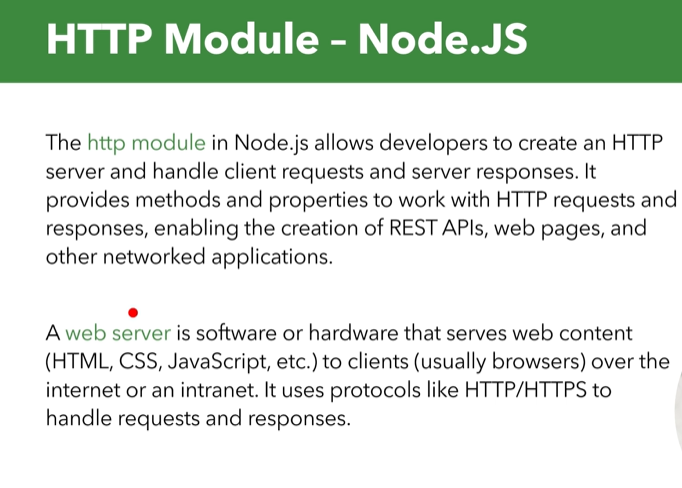 HTTP Module – Node.JS
The http module in Node.js allows developers to create an HTTP
server and handle client requests and server responses. It
provides methods and properties to work with HTTP requests and
responses, enabling the creation of REST APIs, web pages, and
other networked applications.
A web server is software or hardware that serves web content
(HTML, CSS, JavaScript, etc.) to clients (usually browsers) over the
internet or an intranet. It uses protocols like HTTP/HTTPS to
handle requests and responses.